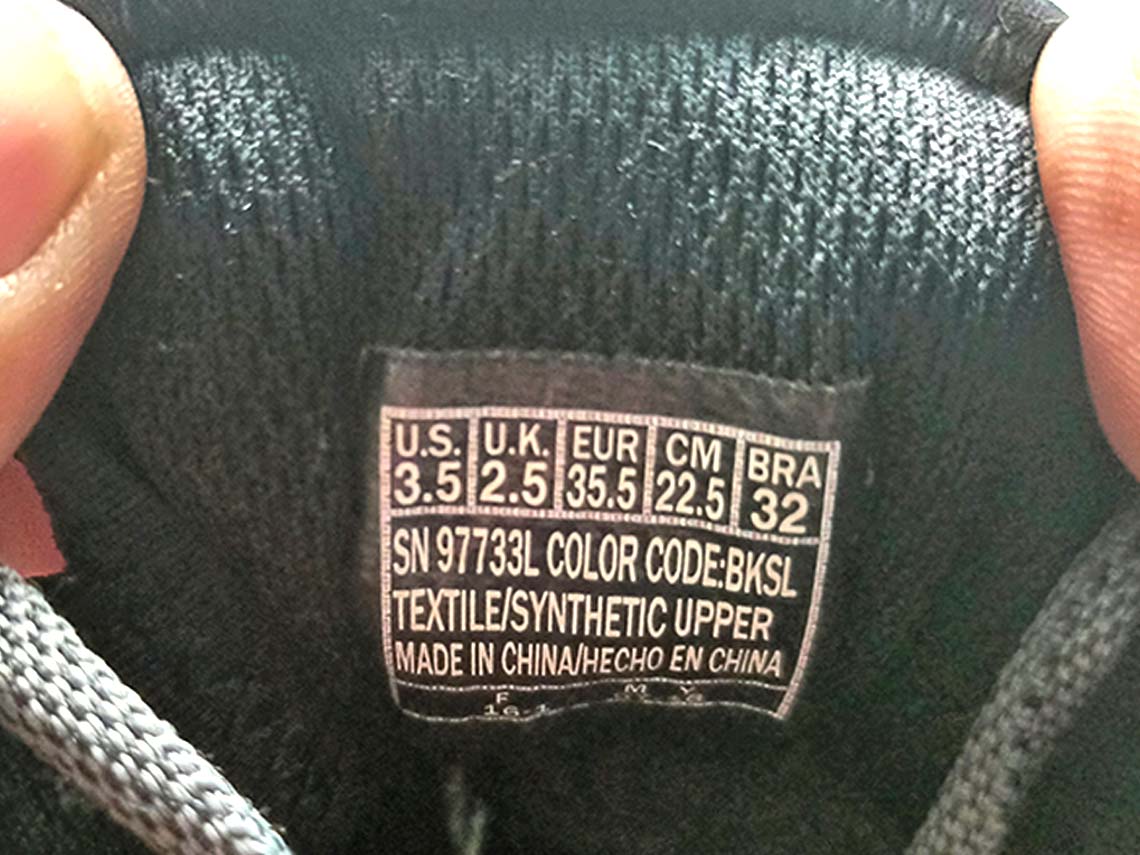 U.S. U.K. EUR CM BRA
3.5 2.5 35.5 22.5 32
SN 97733L COLOR CODE:BKSL
TEXTILE/SYNTHETIC UPPER
MADE IN CHINA/HECHO EN CHINA
F M Y